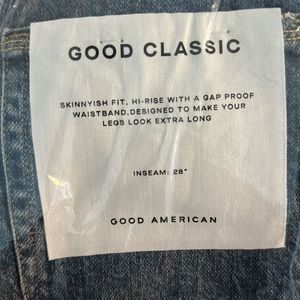 GOOD CLASSIC
SKINNYISH FIT, HI-RISE WITH A GAP PROOF
WAISTBAND,DESIGNED TO MAKE YOUR
LEGS LOOK EXTRA LONG
INSEAM: 28"
GOOD AMERICAN